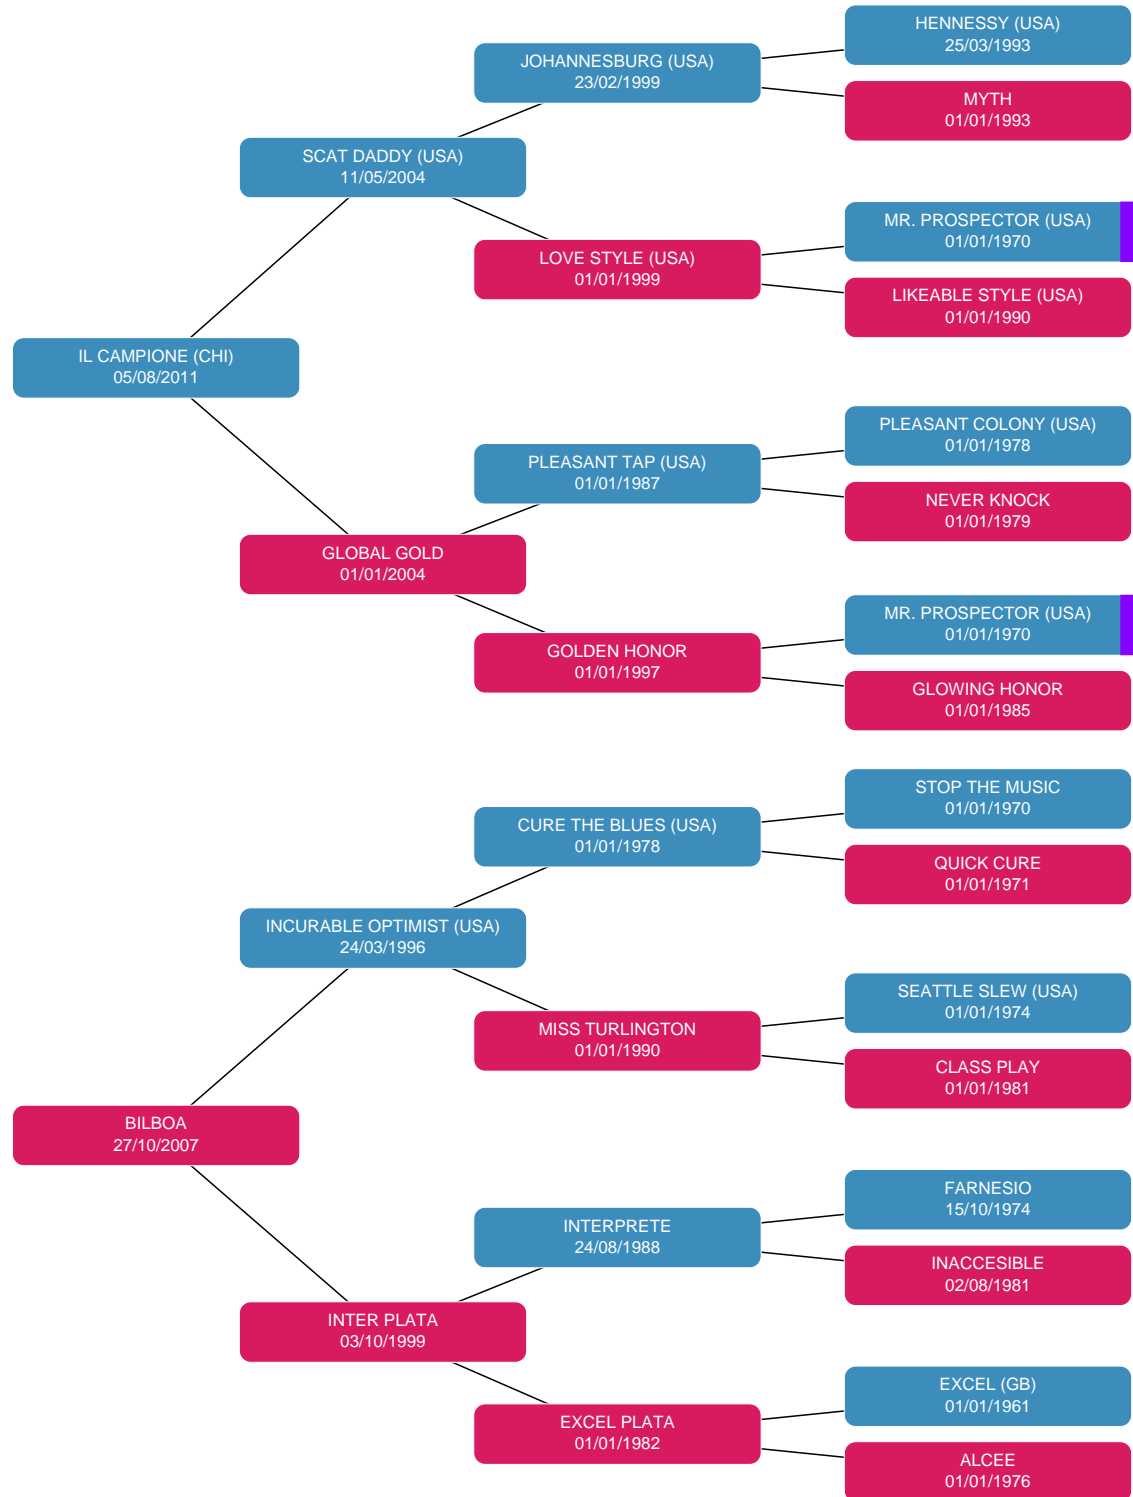 HENNESSY (USA)
25/03/1993
JOHANNESBURG (USA)
23/02/1999
MYTH
01/01/1993
SCAT DADDY (USA)
11/05/2004
MR. PROSPECTOR (USA)
01/01/1970
LOVE STYLE (USA)
01/01/1999
LIKEABLE STYLE (USA)
01/01/1990
IL CAMPIONE (CHI)
05/08/2011
PLEASANT COLONY (USA)
01/01/1978
PLEASANT TAP (USA)
01/01/1987
NEVER KNOCK
01/01/1979
GLOBAL GOLD
01/01/2004
MR. PROSPECTOR (USA)
01/01/1970
GOLDEN HONOR
01/01/1997
GLOWING HONOR
01/01/1985
STOP THE MUSIC
01/01/1970
CURE THE BLUES (USA)
01/01/1978
QUICK CURE
01/01/1971
INCURABLE OPTIMIST (USA)
24/03/1996
SEATTLE SLEW (USA)
01/01/1974
MISS TURLINGTON
01/01/1990
CLASS PLAY
01/01/1981
BILBOA
27/10/2007
FARNESIO
15/10/1974
INTERPRETE
24/08/1988
INACCESIBLE
02/08/1981
INTER PLATA
03/10/1999
EXCEL (GB)
01/01/1961
EXCEL PLATA
01/01/1982
ALCEE
01/01/1976